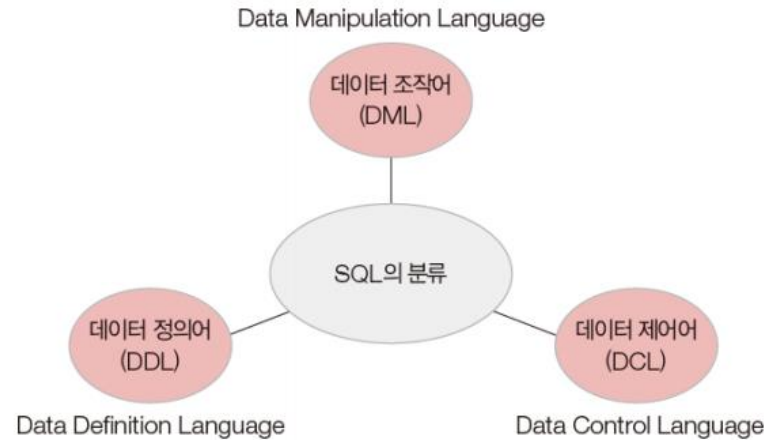 Data Manipulation Language
데이터 조작어
(DML)
SQL의 분류
데이터 정의어
(DDL)
Data Definition Language
데이터 제어어
(DCL)
Data Control Language